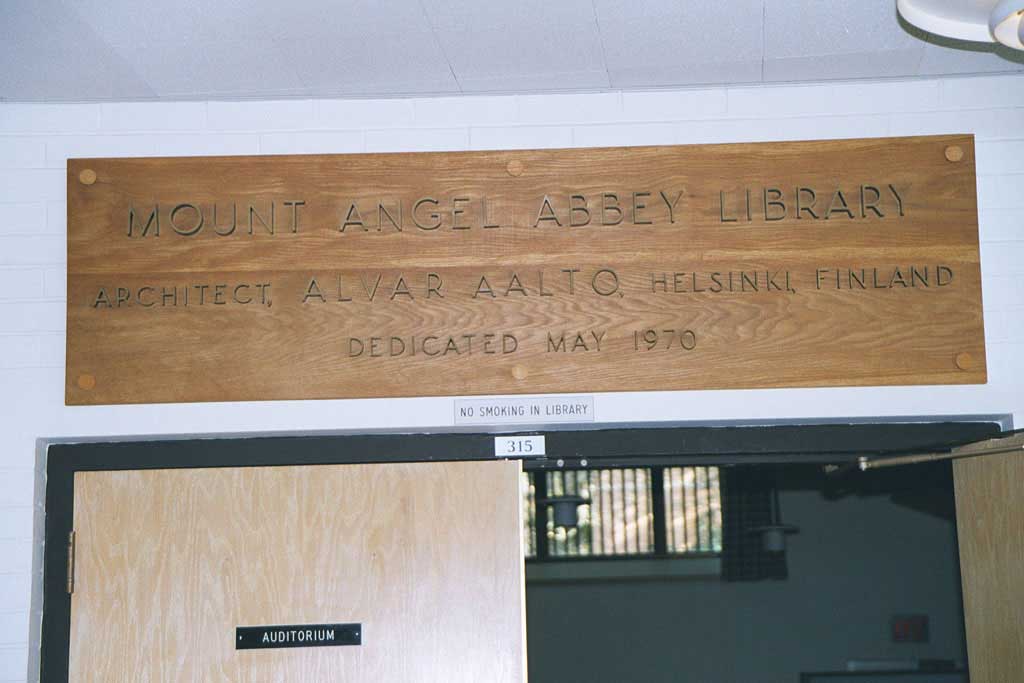 MOUNT ANGEL ABBEY LIBRARY
ARCHITECT, ALVAR AALTO, HELSINKI, FINLAND
DEDICATED MAY 1970
NO SMOKING IN LIBRARY
315
AUDITORIUM